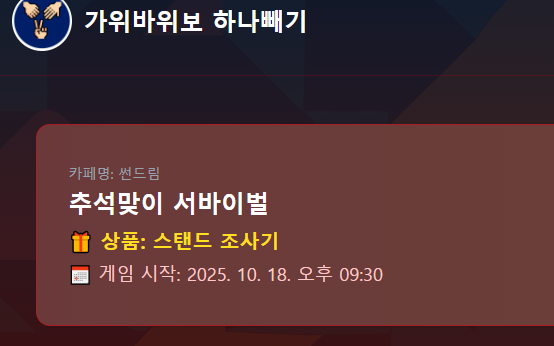 가위바위보 하나빼기
카페명: 썬드림
추석맞이 서바이벌
상품: 스탠드 조사기
게임 시작: 2025. 10. 18. 오후 09:30